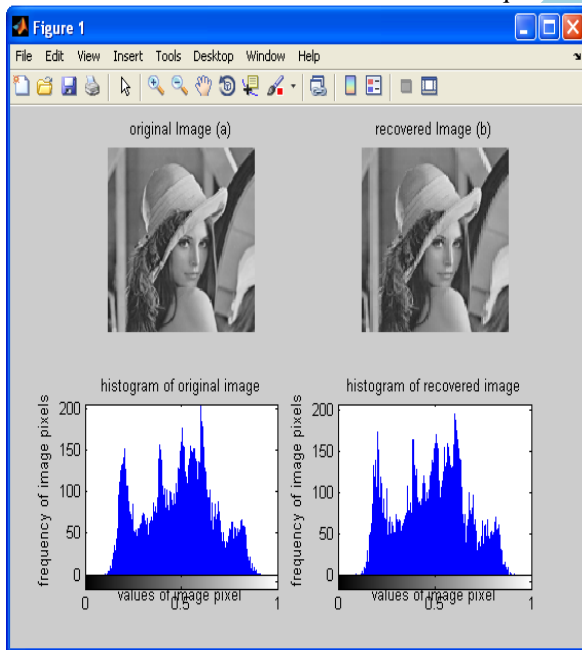 Figure 1
File Edit View Insert Tools Desktop Window Help
original Image (a)
recovered Image (b)
histogram of original image
200
150
100
50
0
frequency of image pixels
0 0.5 1
values of image pixel
histogram of recovered image
200
150
100
50
0
frequency of image pixels
0 0.5 1
values of image pixel